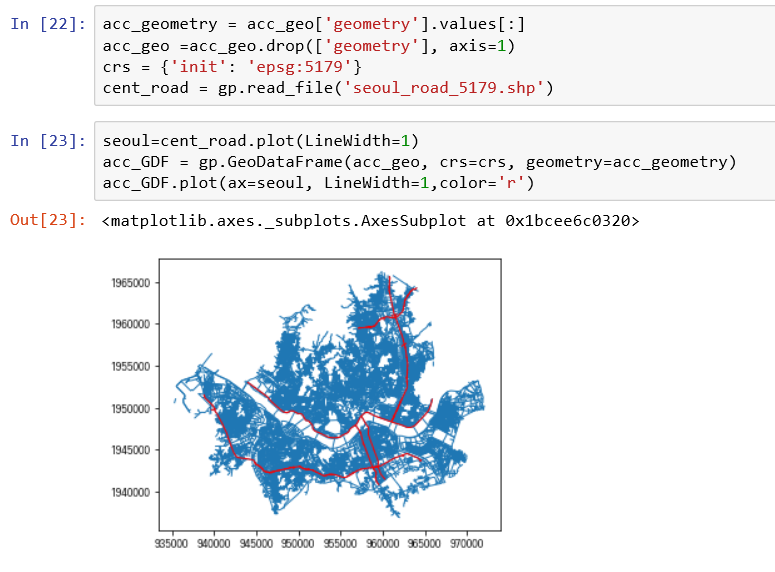 In [22]: acc_geometry = acc_geo['geometry'].values[:]
acc_geo =acc_geo.drop(['geometry'], axis=1)
crs = {'init': 'epsg:5179'}
cent_road = gp.read_file('seoul_road_5179.shp')
In [23]: seoul=cent_road.plot(LineWidth=1)
acc_GDF = gp.GeoDataFrame(acc_geo, crs=crs, geometry=acc_geometry)
acc_GDF.plot(ax=seoul, LineWidth=1,color='r')
Out[23]: <matplotlib.axes._subplots.AxesSubplot at 0x1bcee6c0320>
1965000
1960000
1955000
1950000
1945000
1940000
935000 940000 945000 950000 955000 960000 965000 970000